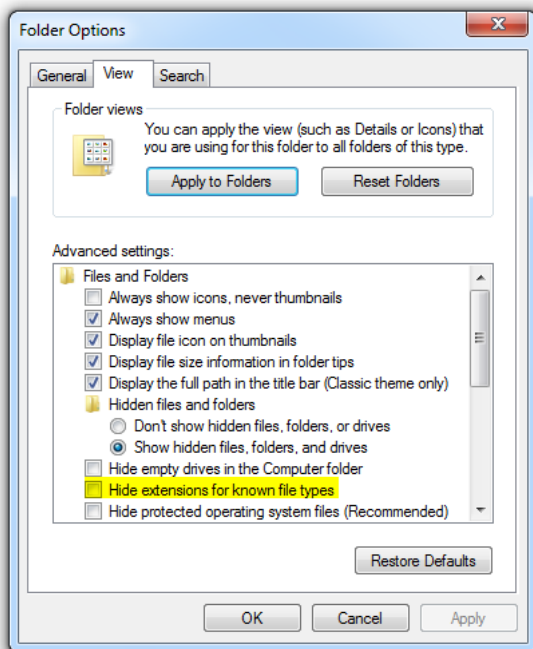 Folder Options
General View Search
Folder views
You can apply the view (such as Details or Icons) that
you are using for this folder to all folders of this type.
Apply to Folders Reset Folders
Advanced settings:
Files and Folders
Always show icons, never thumbnails
Always show menus
Display file icon on thumbnails
Display file size information in folder tips
Display the full path in the title bar (Classic theme only)
Hidden files and folders
Don't show hidden files, folders, or drives
Show hidden files, folders, and drives
Hide empty drives in the Computer folder
Hide extensions for known file types
Hide protected operating system files (Recommended)
Restore Defaults
OK Cancel Apply